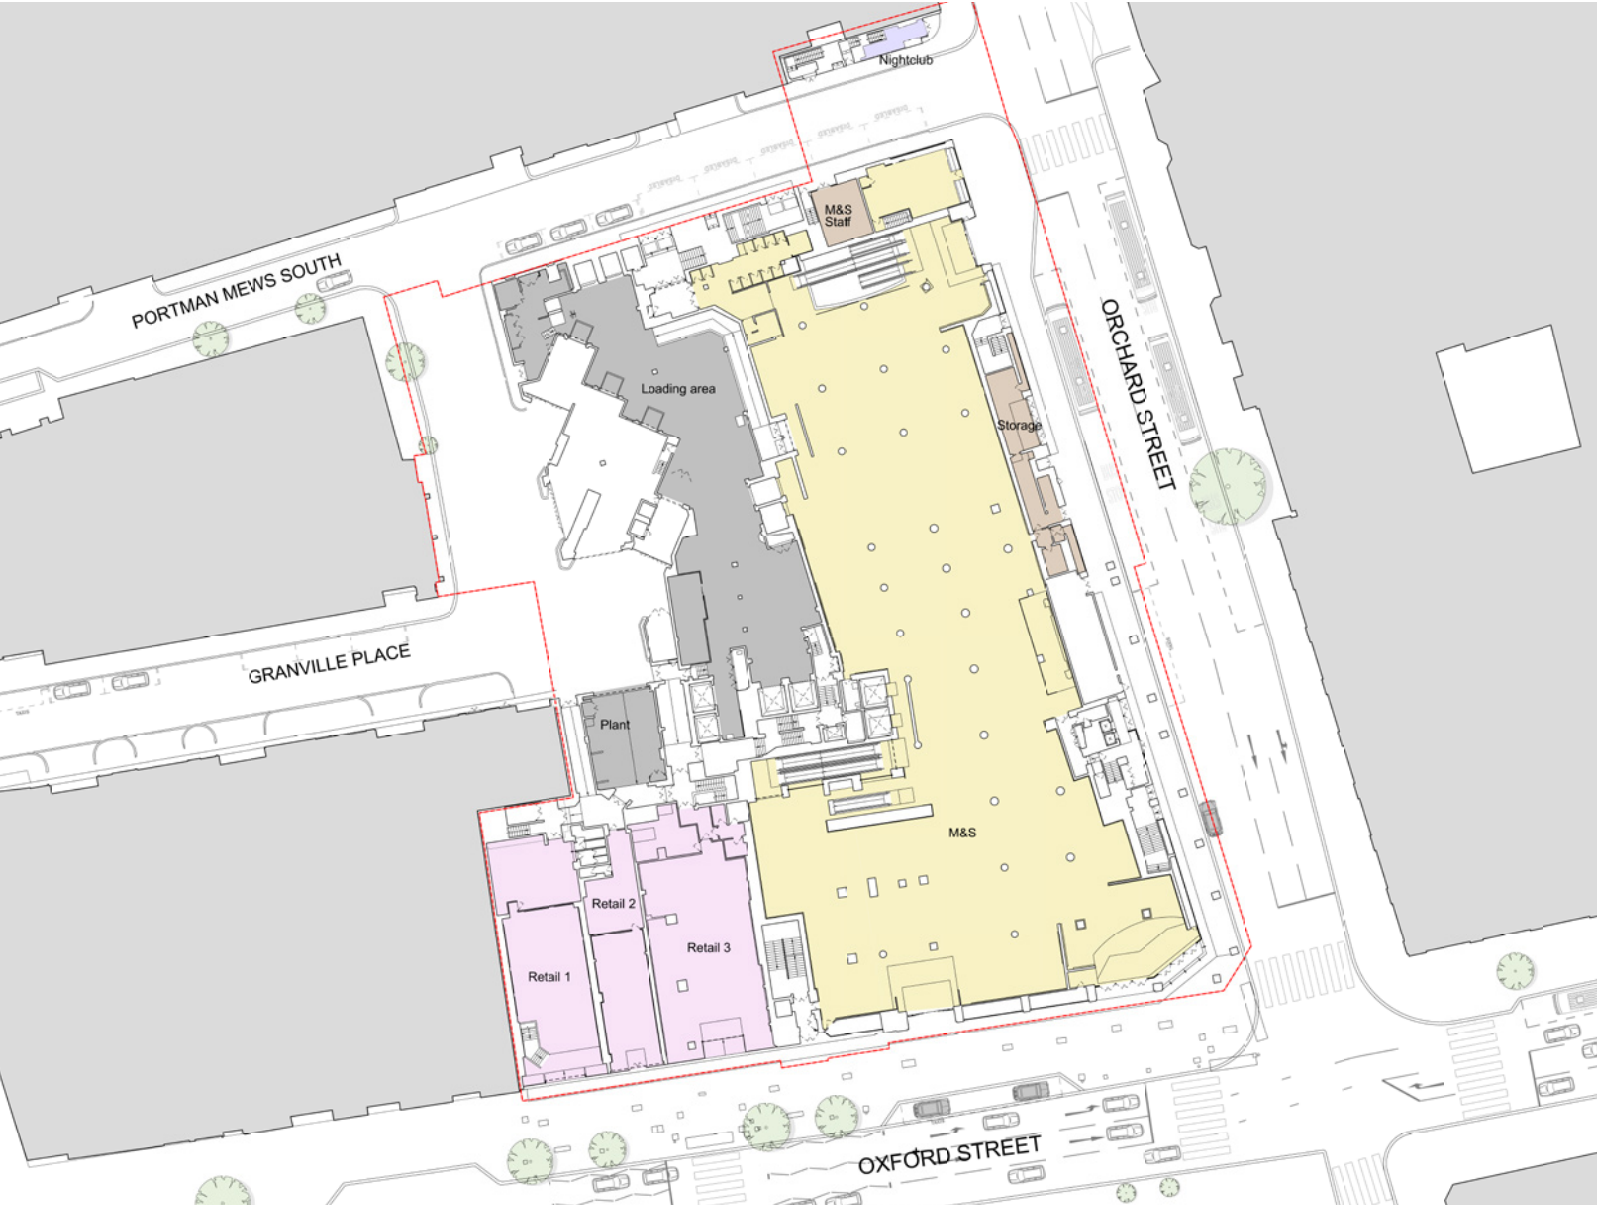 Nightclub
M&S
Staff
PORTMAN MEWS SOUTH
ORCHARD STREET
Loading area
Storage
GRANVILLE PLACE
Plant
M&S
Retail 2
Retail 3
Retail 1
OXFORD STREET